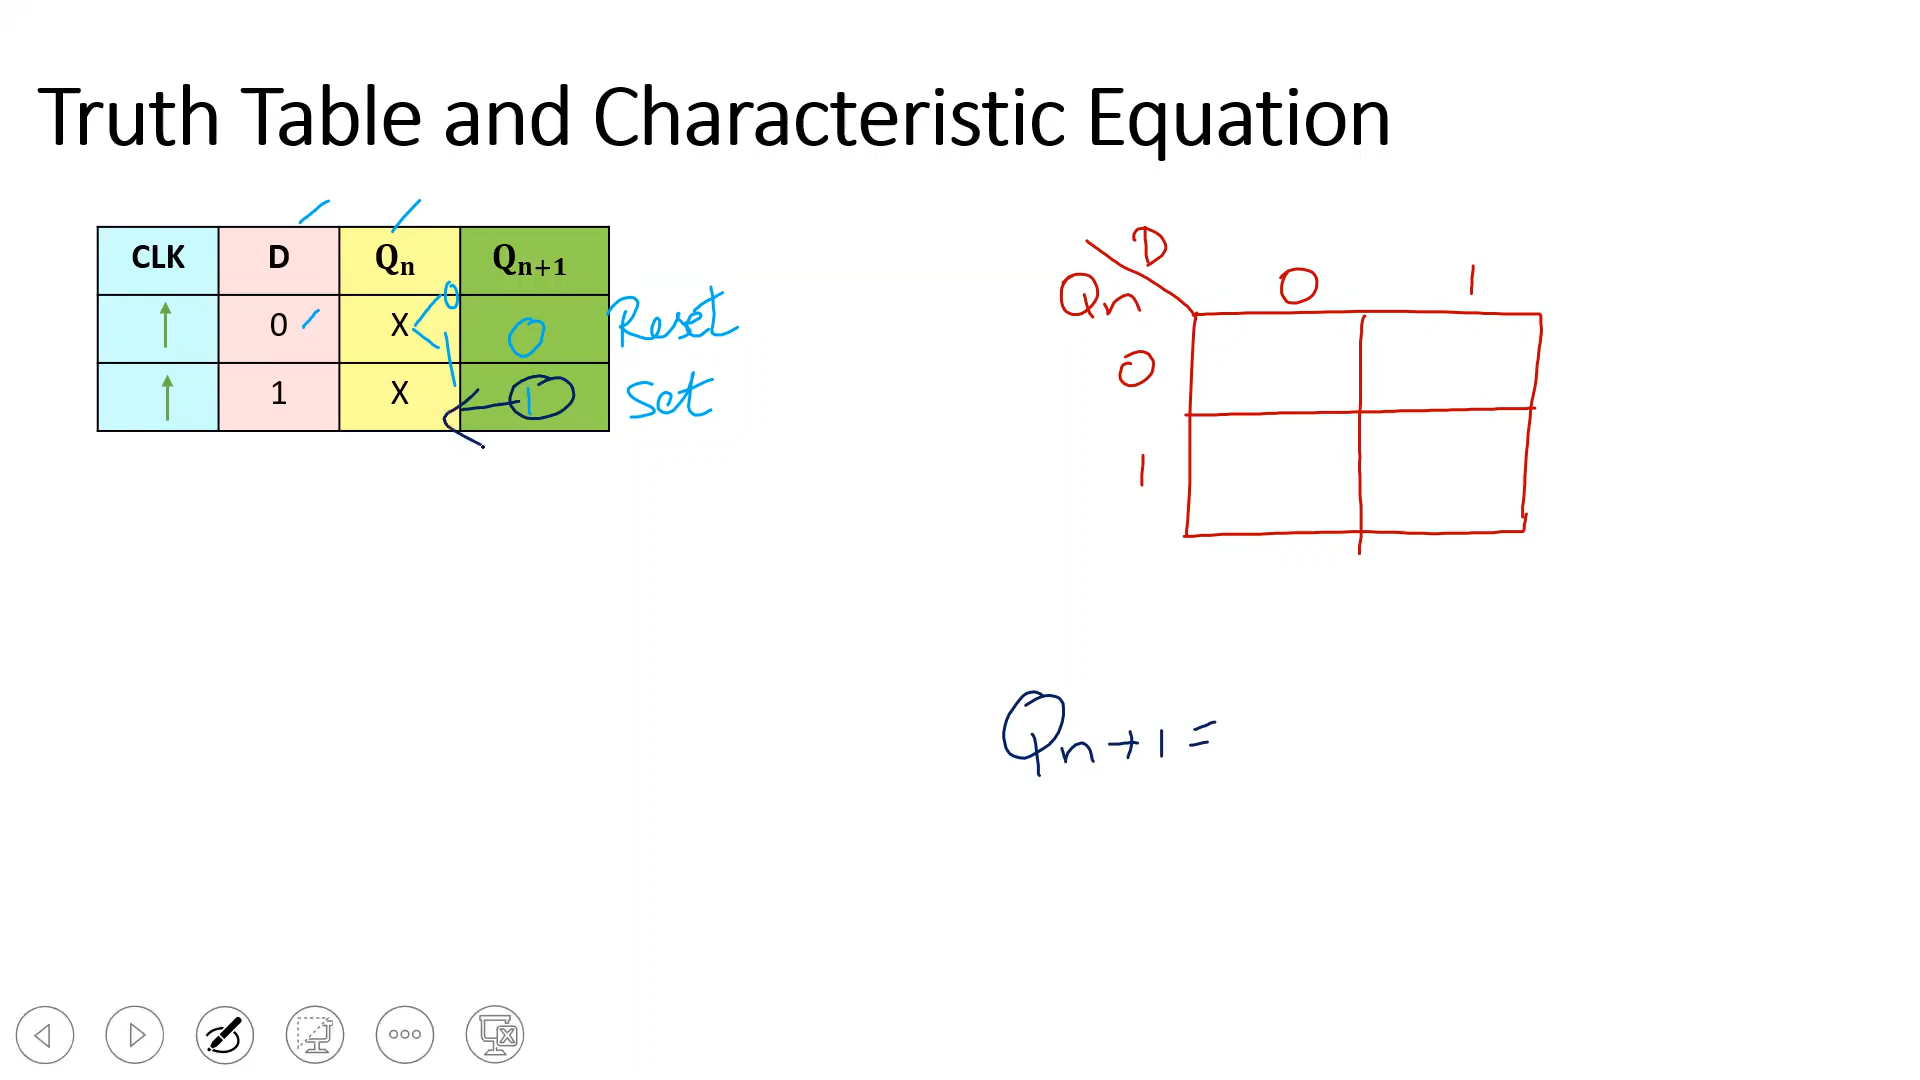 Truth Table and Characteristic Equation
CLK D Qn Qn+1
↑ 0 X 0 1 0 Reset
↑ 1 X 1 Set
D
Qn
0 1
0
1
Qn+1 =